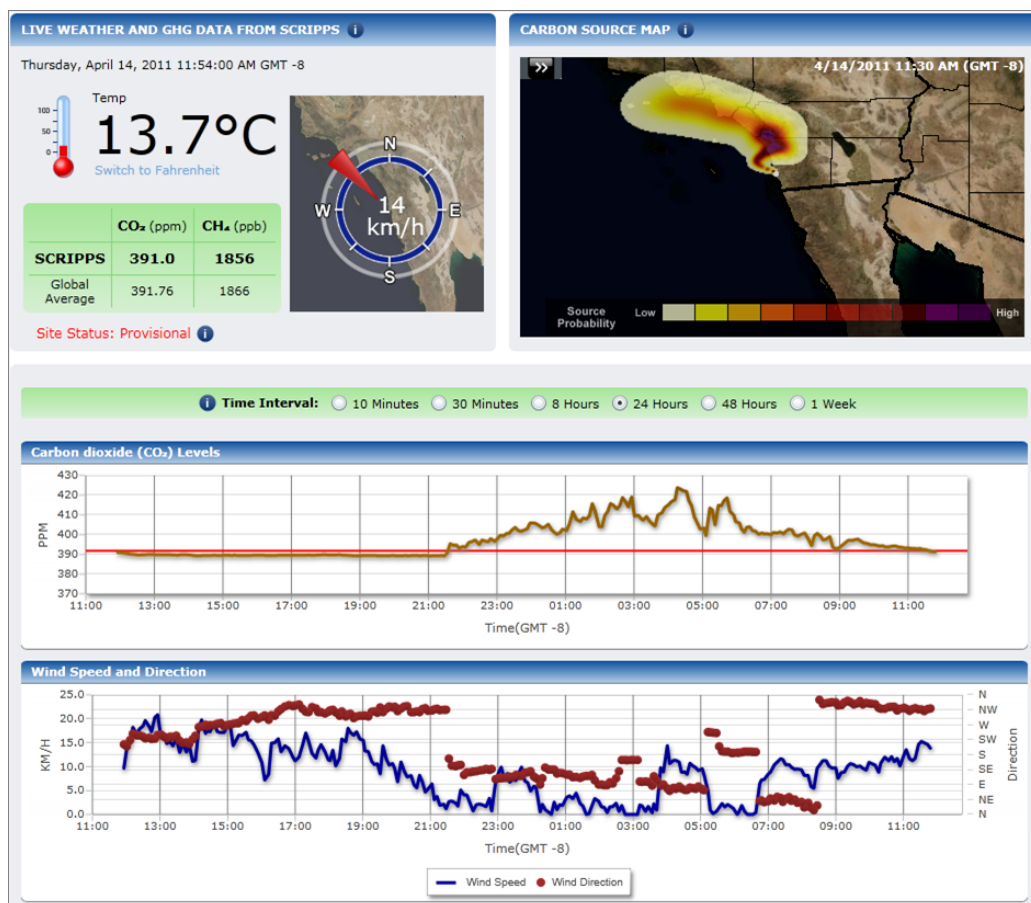 LIVE WEATHER AND GHG DATA FROM SCRIPPS i
Thursday, April 14, 2011 11:54:00 AM GMT -8
Temp
100
50
0
13.7°C
Switch to Fahrenheit
CO₂ (ppm) CH₄ (ppb)
SCRIPPS 391.0 1856
Global Average 391.76 1866
Site Status: Provisional i
N
W E
S
14
km/h
CARBON SOURCE MAP i
4/14/2011 11:30 AM (GMT -8)
Source Probability Low High
i Time Interval: 10 Minutes 30 Minutes 8 Hours 24 Hours 48 Hours 1 Week
Carbon dioxide (CO₂) Levels
PPM
430
420
410
400
390
380
370
11:00 13:00 15:00 17:00 19:00 21:00 23:00 01:00 03:00 05:00 07:00 09:00 11:00
Time(GMT -8)
Wind Speed and Direction
KM/H
25.0
20.0
15.0
10.0
5.0
0.0
N
NW
W
SW
S
SE
E
NE
N
Direction
11:00 13:00 15:00 17:00 19:00 21:00 23:00 01:00 03:00 05:00 07:00 09:00 11:00
Time(GMT -8)
Wind Speed Wind Direction